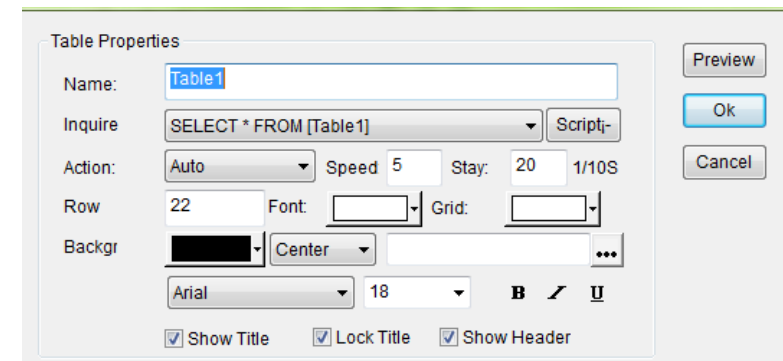 Table Properties
Name: Table1 Preview
Inquire SELECT * FROM [Table1] Script¡- Ok
Action: Auto Speed 5 Stay: 20 1/10S Cancel
Row 22 Font: Grid:
Backgr Center ...
Arial 18 B I U
Show Title Lock Title Show Header